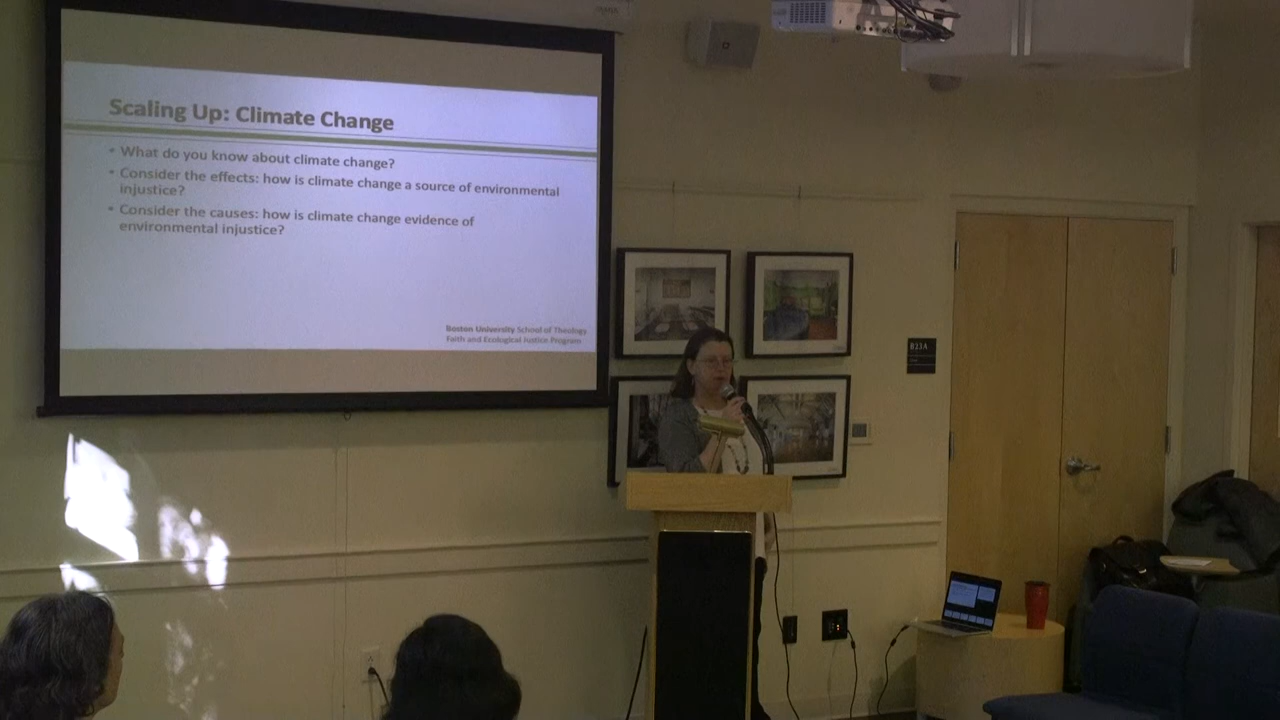 Scaling Up: Climate Change
• What do you know about climate change?
• Consider the effects: how is climate change a source of environmental
injustice?
• Consider the causes: how is climate change evidence of
environmental injustice?
Boston University School of Theology
Faith and Ecological Justice Program
B23A